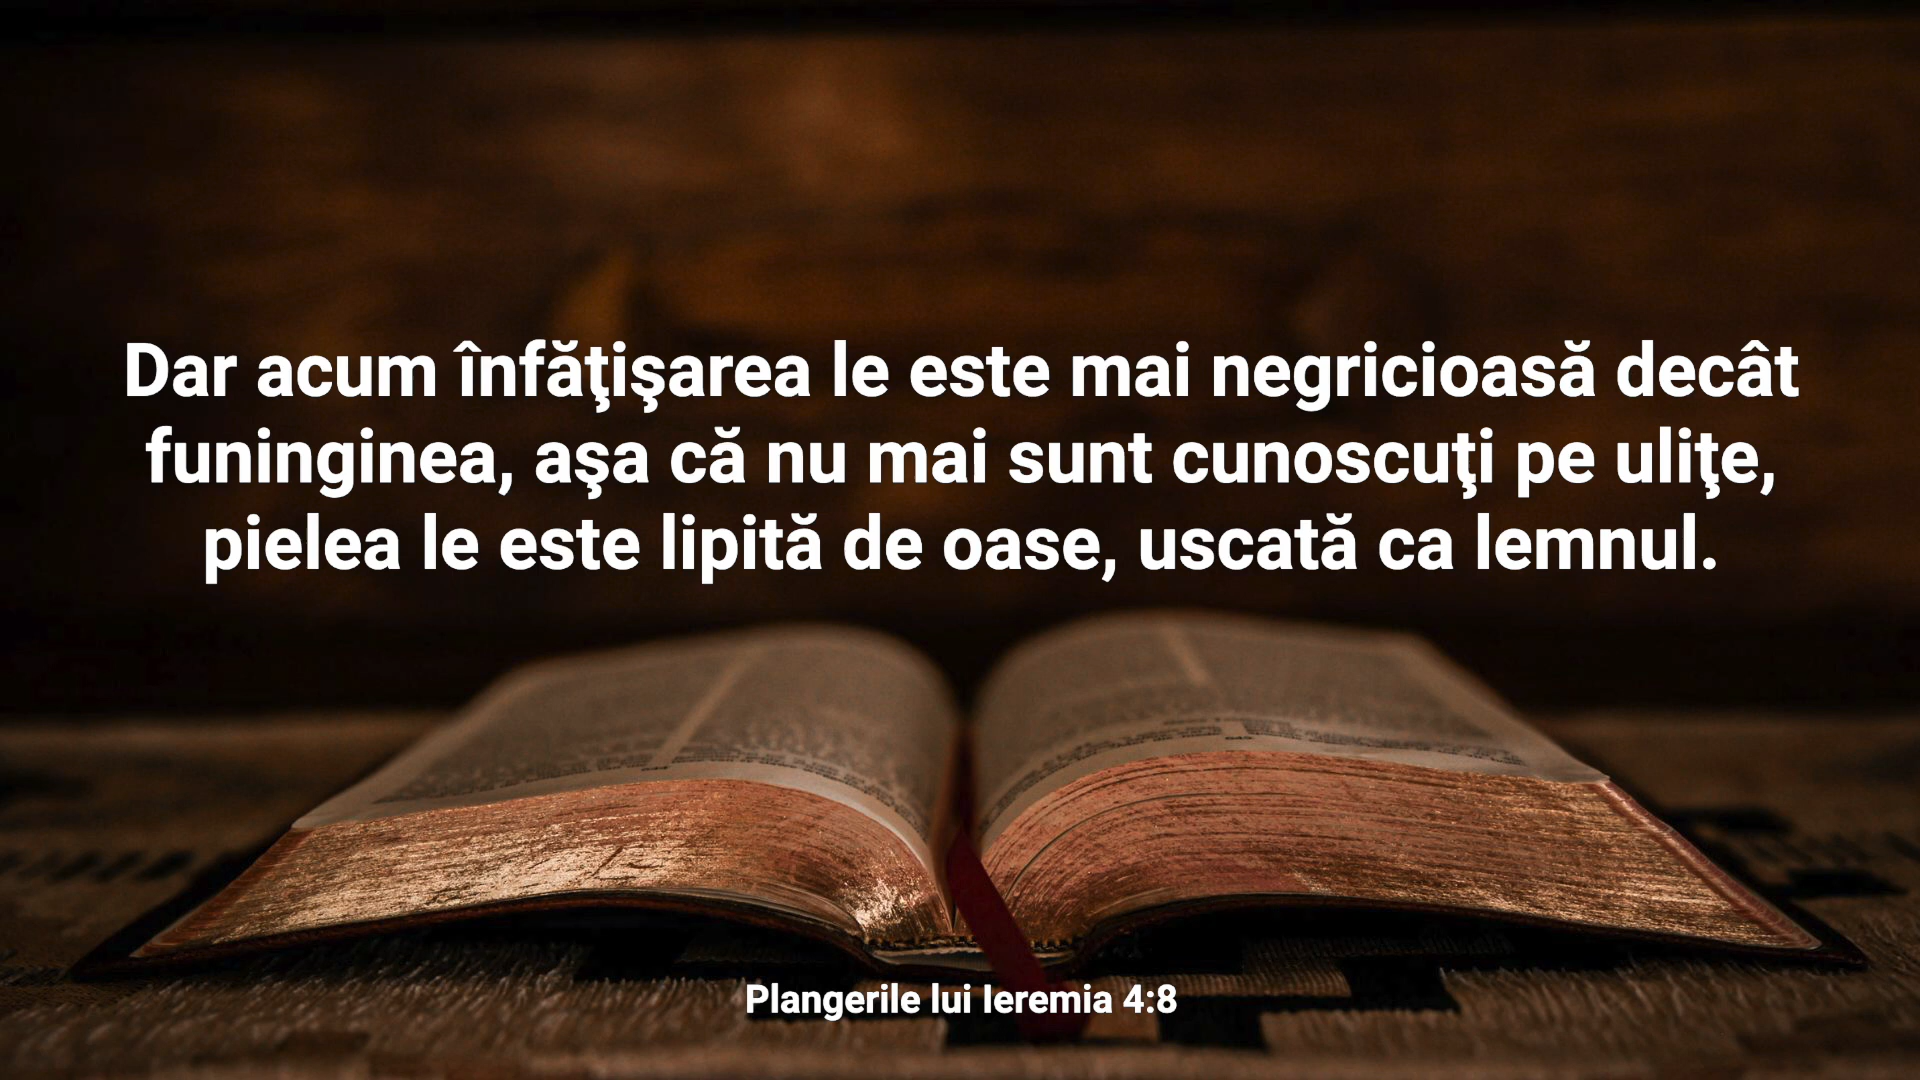 Dar acum înfăţişarea le este mai negricioasă decât
funinginea, aşa că nu mai sunt cunoscuţi pe uliţe,
pielea le este lipită de oase, uscată ca lemnul.
Plangerile lui Ieremia 4:8